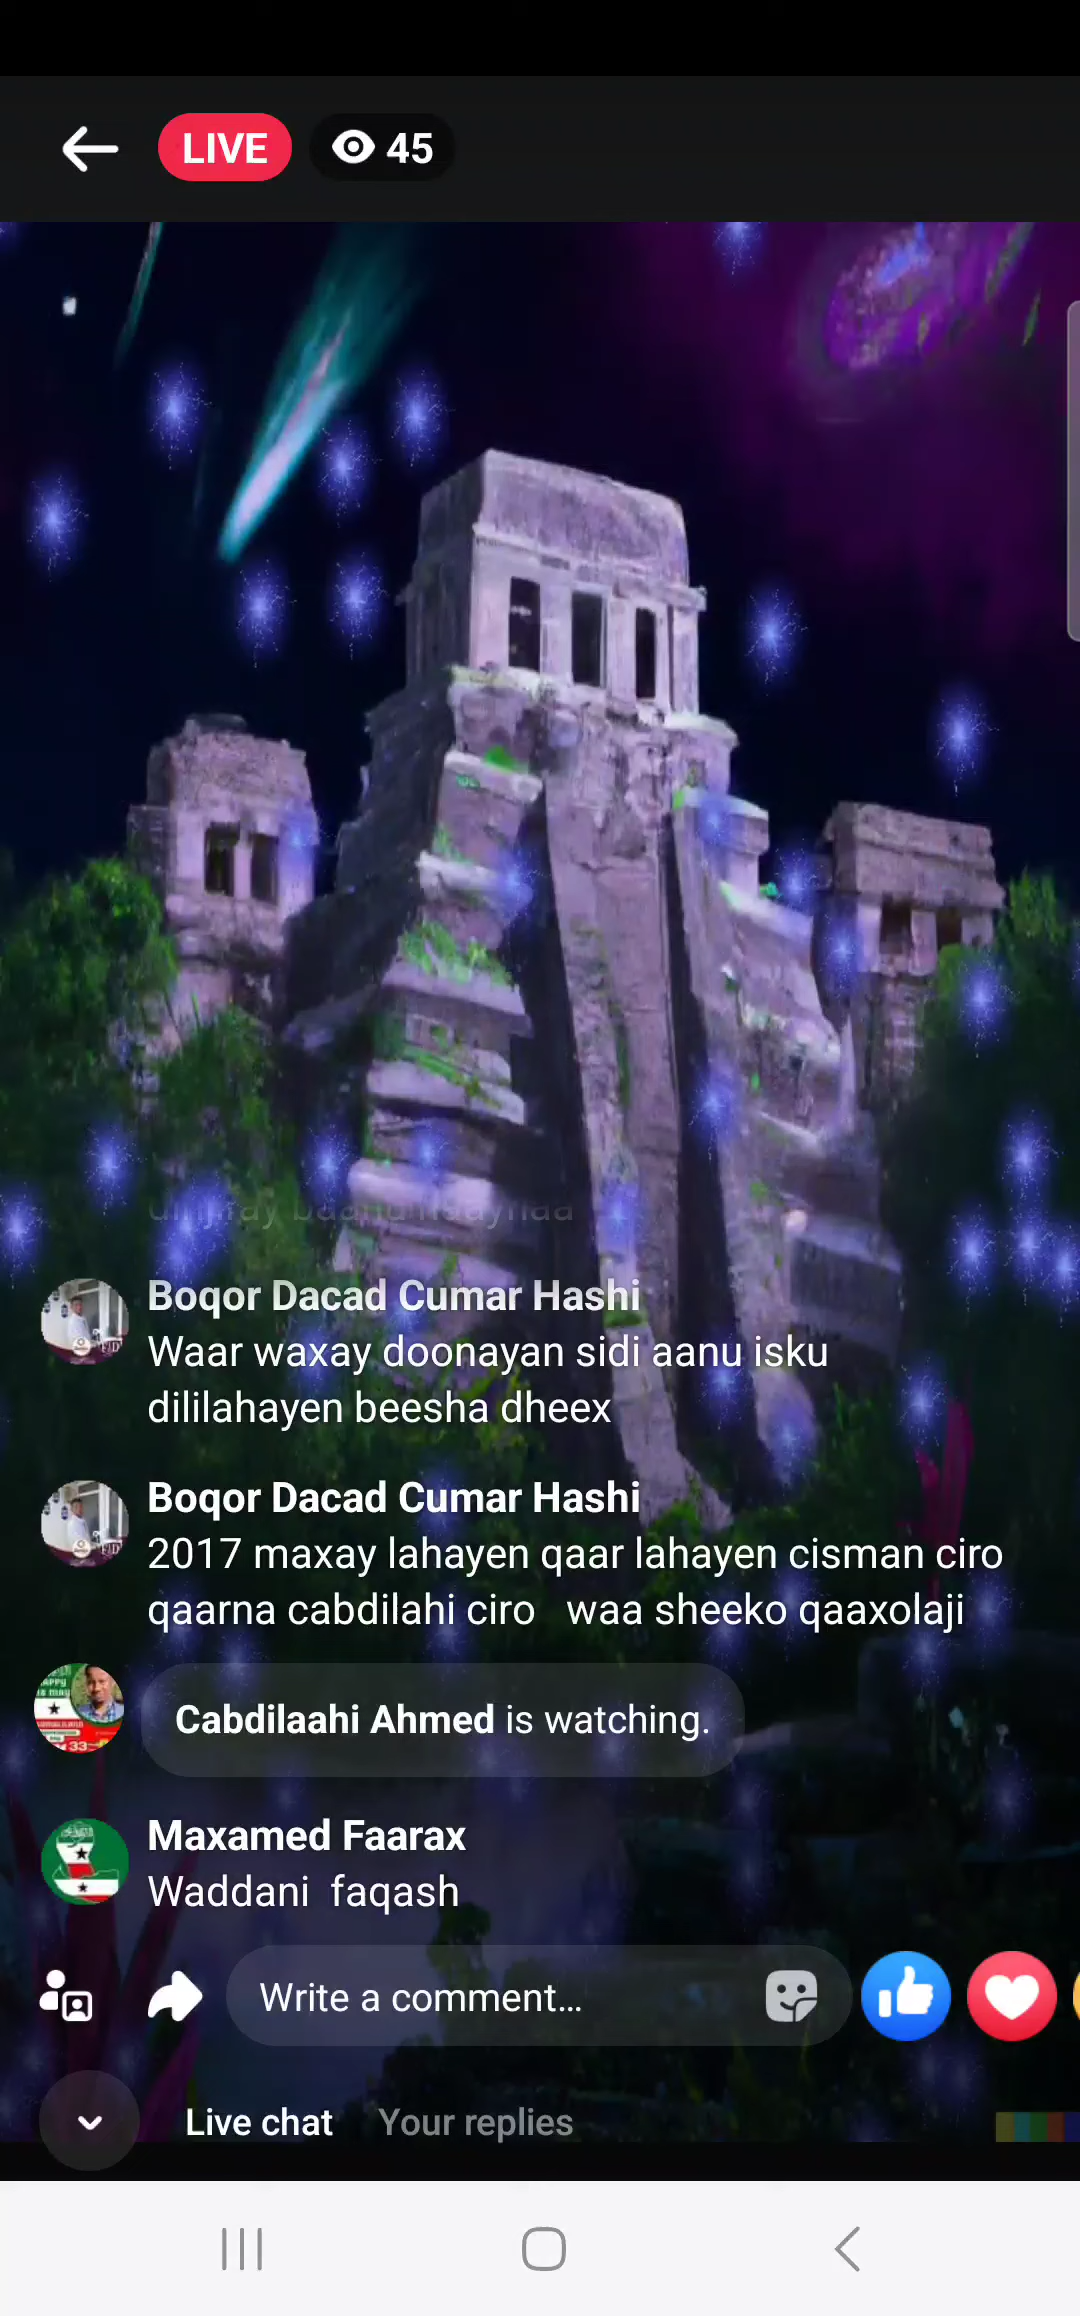 LIVE 45
Boqor Dacad Cumar Hashi
Waar waxay doonayan sidi aanu isku
dililahayen beesha dheex
Boqor Dacad Cumar Hashi
2017 maxay lahayen qaar lahayen cisman ciro
qaarna cabdilahi ciro waa sheeko qaaxolaji
Cabdilaahi Ahmed is watching.
Maxamed Faarax
Waddani faqash
Write a comment...
Live chat Your replies